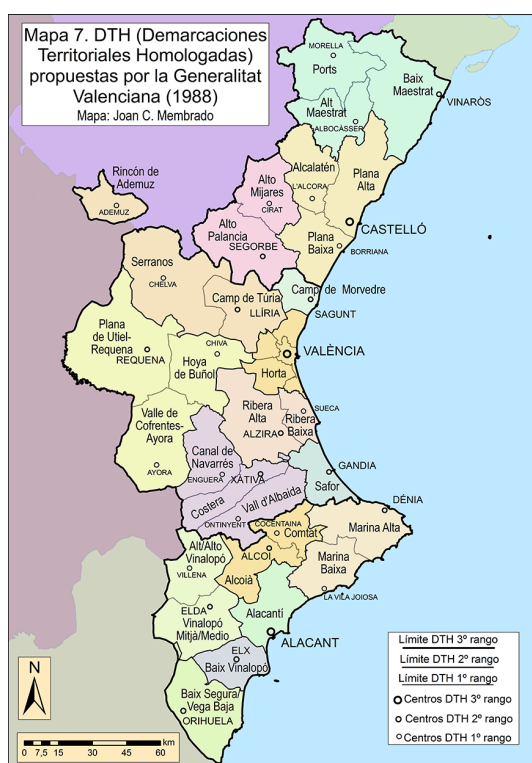 Mapa 7. DTH (Demarcaciones
Territoriales Homologadas)
propuestas por la Generalitat
Valenciana (1988)
Mapa: Joan C. Membrado
MORELLA
Ports
Baix
Maestrat
VINARÒS
Alt
Maestrat
ALBOCÀSSER
Rincón de
Ademuz
ADEMUZ
Alcalatén
L'ALCORA
Plana
Alta
Alto
Mijares
CIRAT
CASTELLÓ
Alto
Palancia
SEGORBE
Plana
Baixa
BORRIANA
Serranos
CHELVA
Camp de Morvedre
SAGUNT
Camp de Túria
LLÍRIA
Plana
de Utiel-
Requena
REQUENA
CHIVA
Hoya
de Buñol
VALÈNCIA
Horta
Valle de
Cofrentes-
Ayora
AYORA
Ribera
Alta
ALZIRA
SUECA
Ribera
Baixa
Canal de
Navarrés
ENGUERA
XÀTIVA
GANDIA
Safor
Costera
Vall d'Albaida
ONTINYENT
DÉNIA
COCENTAINA
Comtat
Marina Alta
Alt/Alto
Vinalopó
VILLENA
ALCOI
Alcoià
Marina
Baixa
LA VILA JOIOSA
ELDA
Vinalopó
Mitjà/Medio
Alacantí
ALACANT
ELX
Baix Vinalopó
Baix Segura/
Vega Baja
ORIHUELA
Límite DTH 3º rango
Límite DTH 2º rango
Límite DTH 1º rango
Centros DTH 3º rango
Centros DTH 2º rango
Centros DTH 1º rango
N
km
0 7,5 15 30 45 60